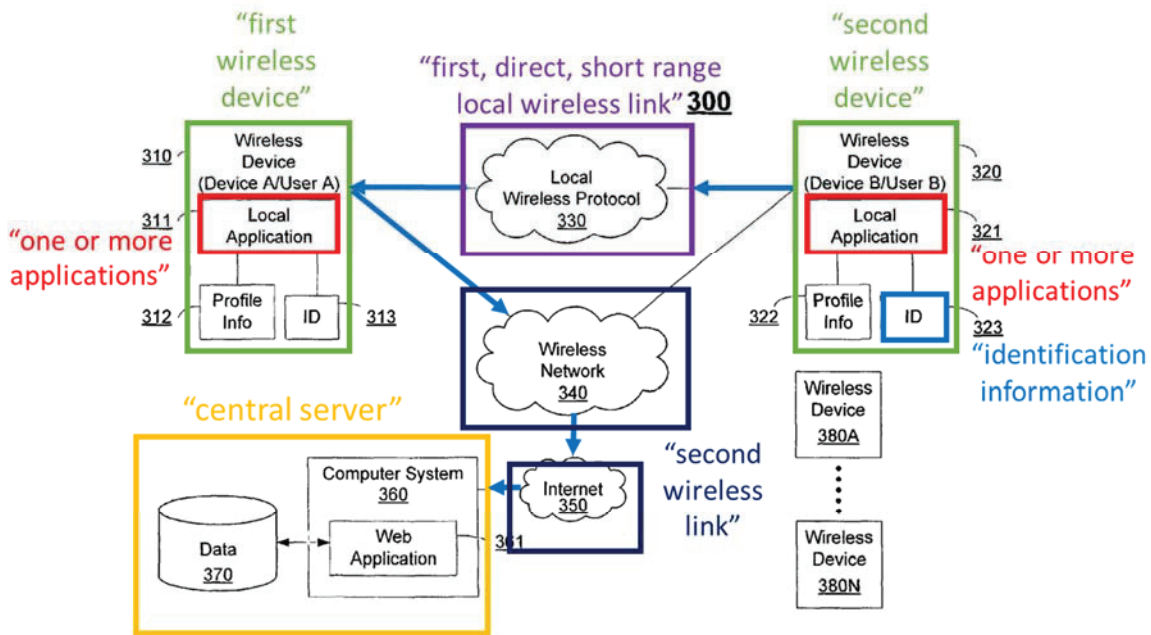 “first
wireless
device”
“first, direct, short range
local wireless link” 300
“second
wireless
device”
310
Wireless
Device
(Device A/User A)
311
Local
Application
“one or more
applications”
312
Profile
Info
ID
313
Local
Wireless Protocol
330
Wireless
Device
(Device B/User B)
320
Local
Application
321
“one or more
applications”
322
Profile
Info
ID
323
“identification
information”
Wireless
Network
340
“central server”
Computer System
360
Web
Application
361
Data
370
Internet
350
“second
wireless
link”
Wireless
Device
380A
Wireless
Device
380N